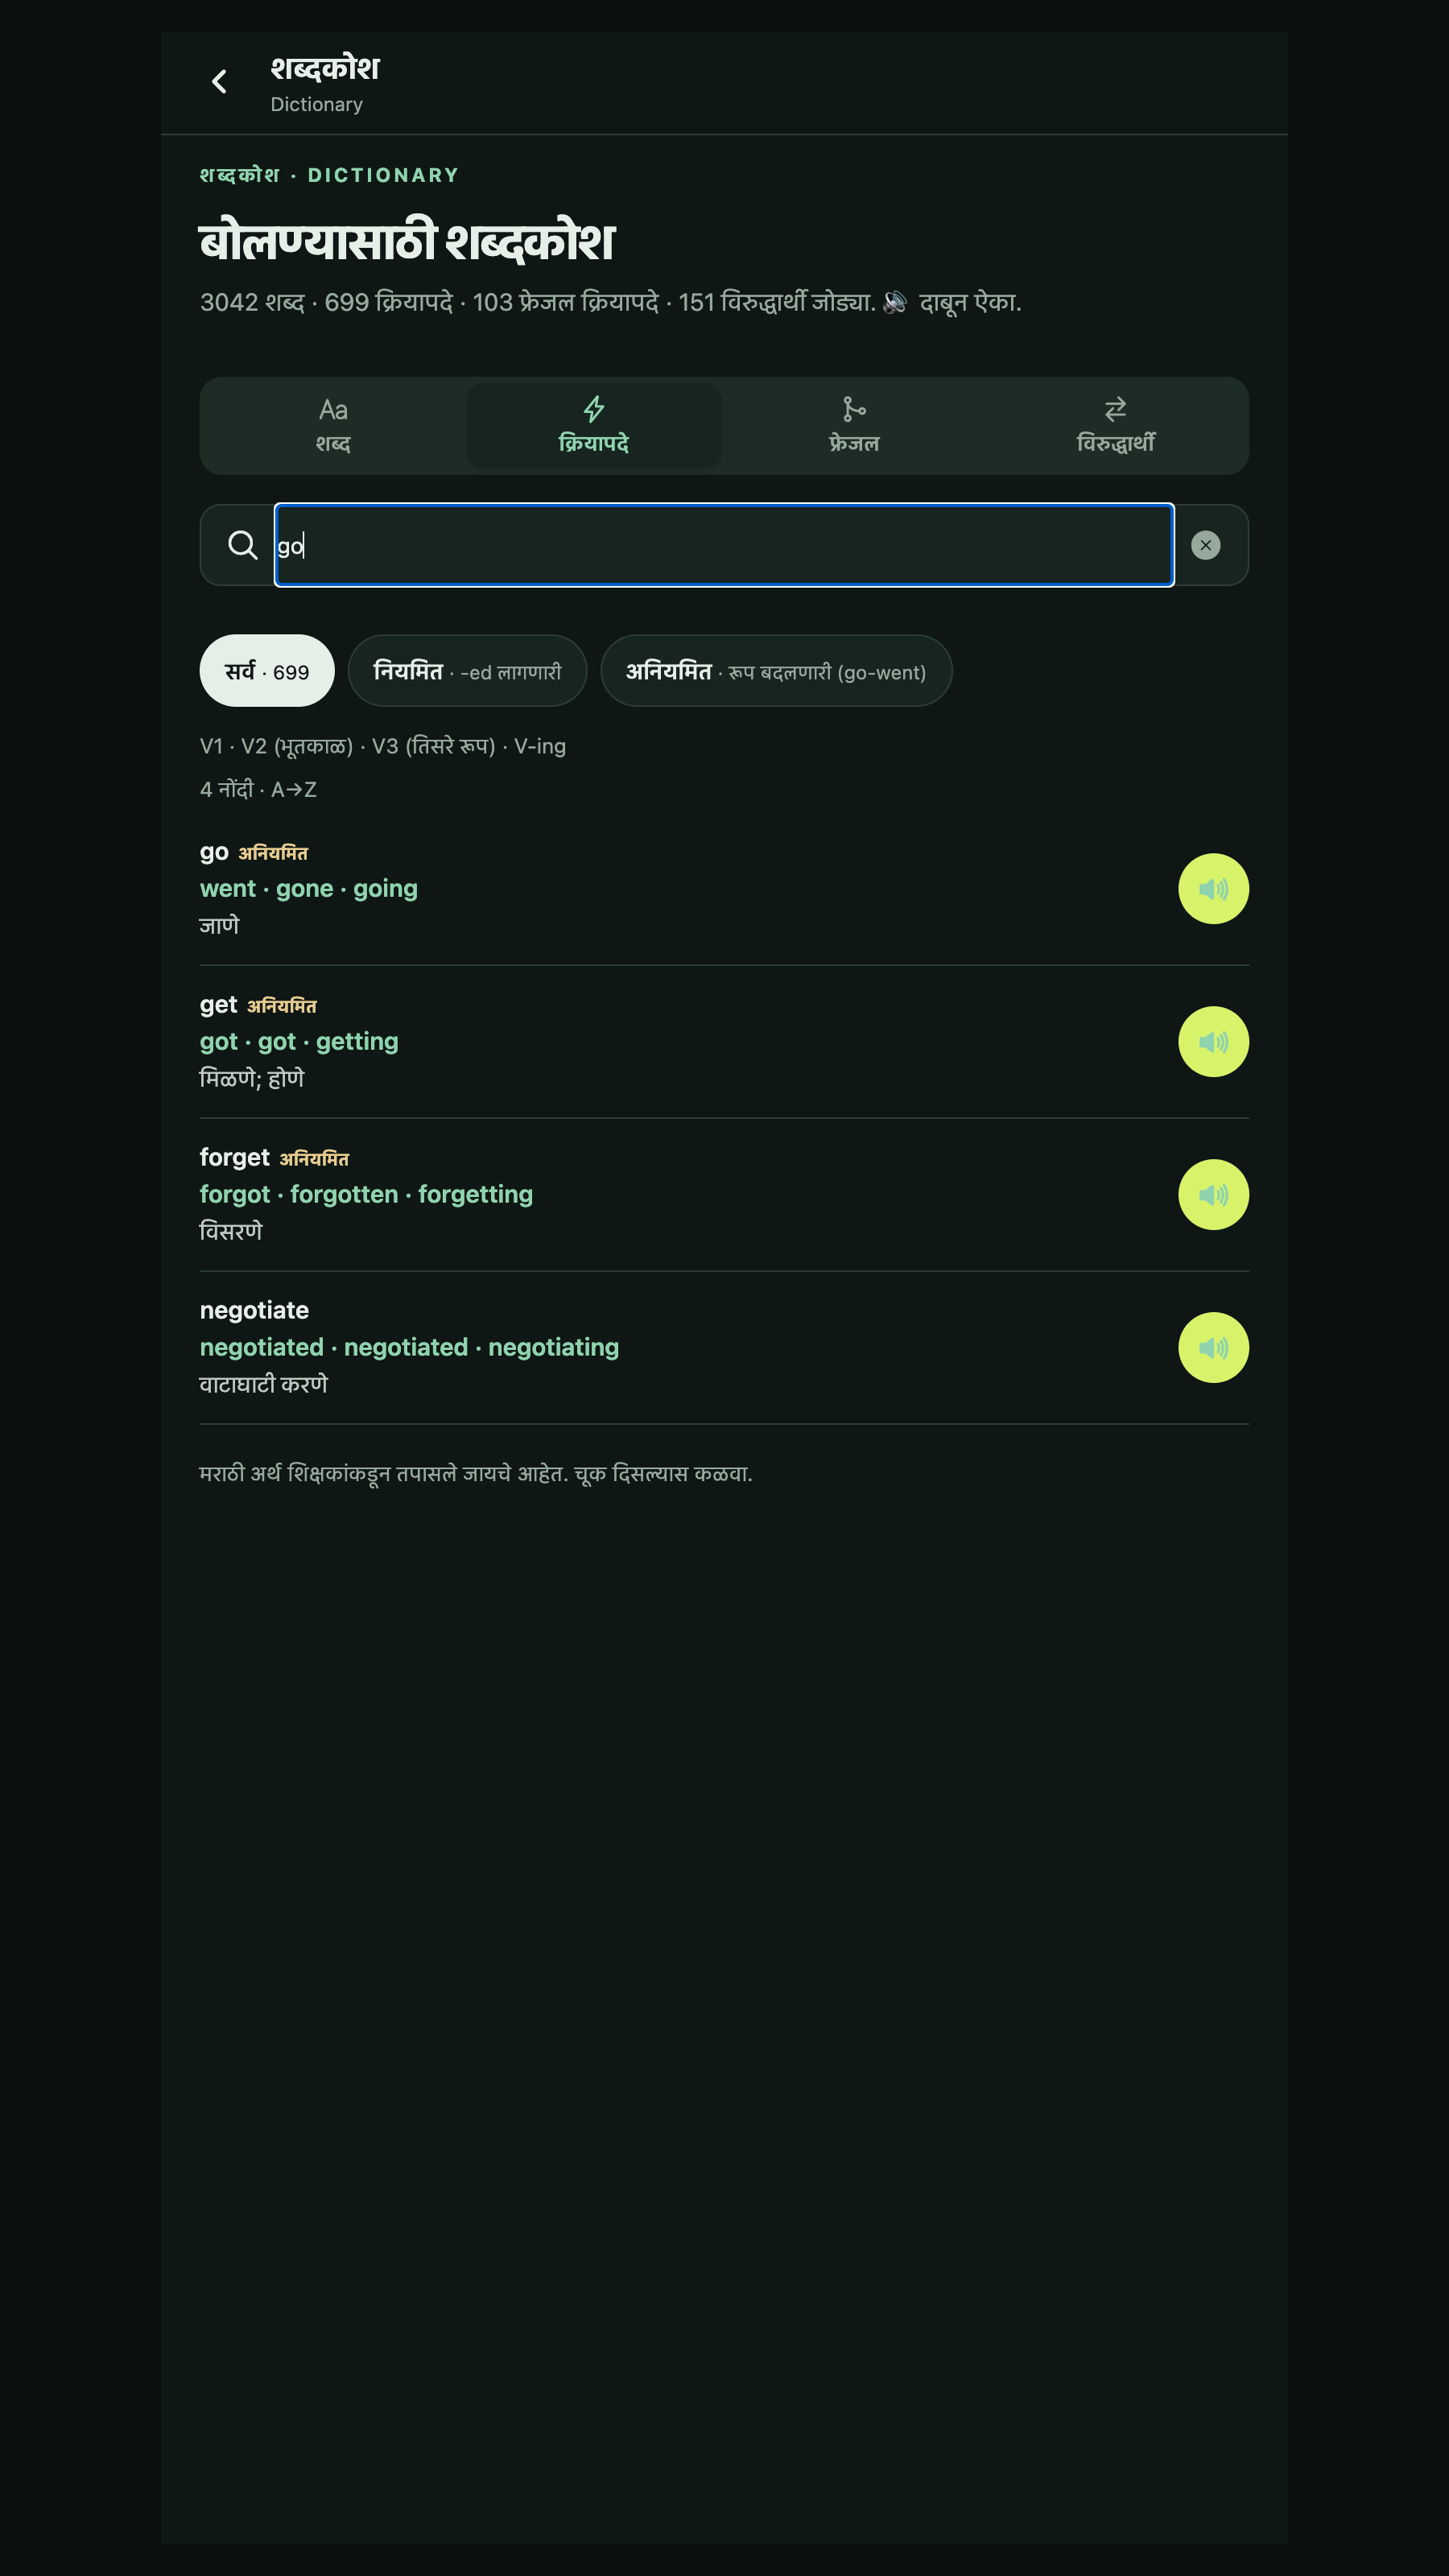 शब्दकोश
Dictionary
शब्दकोश · DICTIONARY
बोलण्यासाठी शब्दकोश
3042 शब्द · 699 क्रियापदे · 103 फ्रेजल क्रियापदे · 151 विरुद्धार्थी जोड्या. 🔊 दाबून ऐका.
Aa
शब्द
क्रियापदे
फ्रेजल
विरुद्धार्थी
go
सर्व · 699
नियमित · -ed लागणारी
अनियमित · रूप बदलणारी (go-went)
V1 · V2 (भूतकाळ) · V3 (तिसरे रूप) · V-ing
4 नोंदी · A→Z
go अनियमित
went · gone · going
जाणे
get अनियमित
got · got · getting
मिळणे; होणे
forget अनियमित
forgot · forgotten · forgetting
विसरणे
negotiate
negotiated · negotiated · negotiating
वाटाघाटी करणे
मराठी अर्थ शिक्षकांकडून तपासले जायचे आहेत. चूक दिसल्यास कळवा.